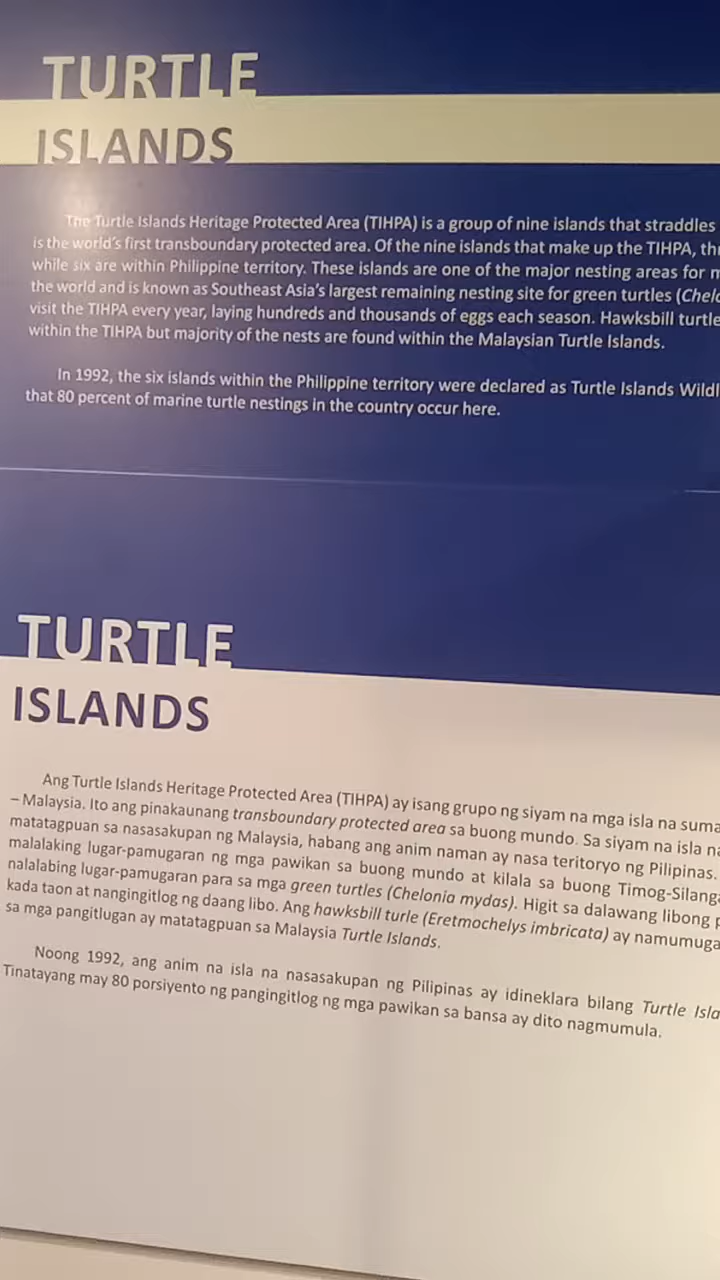 TURTLE
ISLANDS
The Turtle Islands Heritage Protected Area (TIHPA) is a group of nine islands that straddles
is the world's first transboundary protected area. Of the nine islands that make up the TIHPA,
while six are within Philippine territory. These islands are one of the major nesting areas for
the world and is known as Southeast Asia's largest remaining nesting site for green turtles
visit the TIHPA every year, laying hundreds and thousands of eggs each season. Hawksbill
within the TIHPA but majority of the nests are found within the Malaysian Turtle Islands.
In 1992, the six islands within the Philippine territory were declared as Turtle Islands
that 80 percent of marine turtle nestings in the country occur here.
TURTLE
ISLANDS
Ang Turtle Islands Heritage Protected Area (TIHPA) ay isang grupo ng siyam na mga isla na
– Malaysia. Ito ang pinakaunang transboundary protected area sa buong mundo. Sa siyam na isla
matatagpuan sa nasasakupan ng Malaysia, habang ang anim naman ay nasa teritoryo ng Pilipinas.
malalaking lugar-pamugaran ng mga pawikan sa buong mundo at kilala sa buong
nalalabing lugar-pamugaran para sa mga green turtles (Chelonia mydas). Higit sa dalawang libong
kada taon at nangingitlog ng daang libo. Ang hawksbill turle (Eretmochelys imbricata) ay
sa mga pangitlugan ay matatagpuan sa Malaysia Turtle Islands.
Noong 1992, ang anim na isla na nasasakupan ng Pilipinas ay idineklara bilang Turtle
Tinatayang may 80 porsiyento ng pangingitlog ng mga pawikan sa bansa ay dito nagmumula.